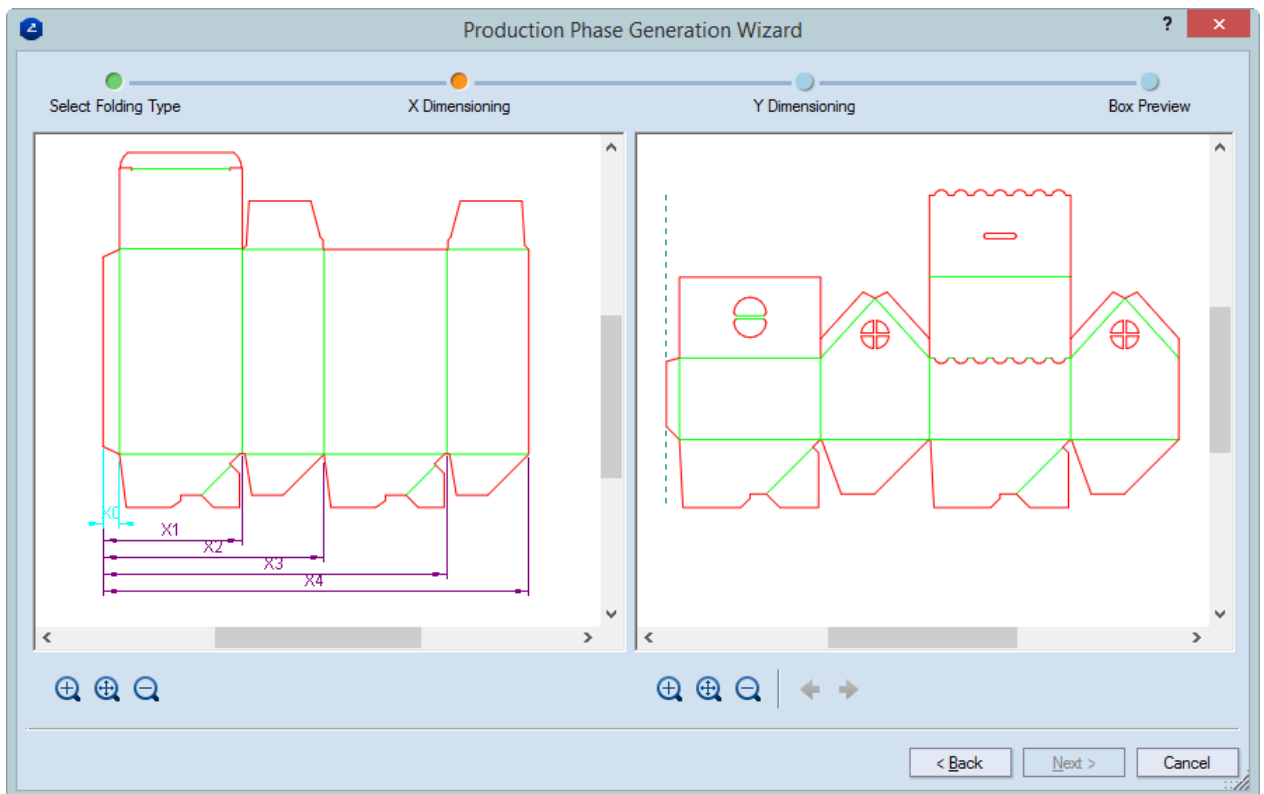 Production Phase Generation Wizard
?
Select Folding Type
X Dimensioning
Y Dimensioning
Box Preview
X0
X1
X2
X3
X4
< Back
Next >
Cancel